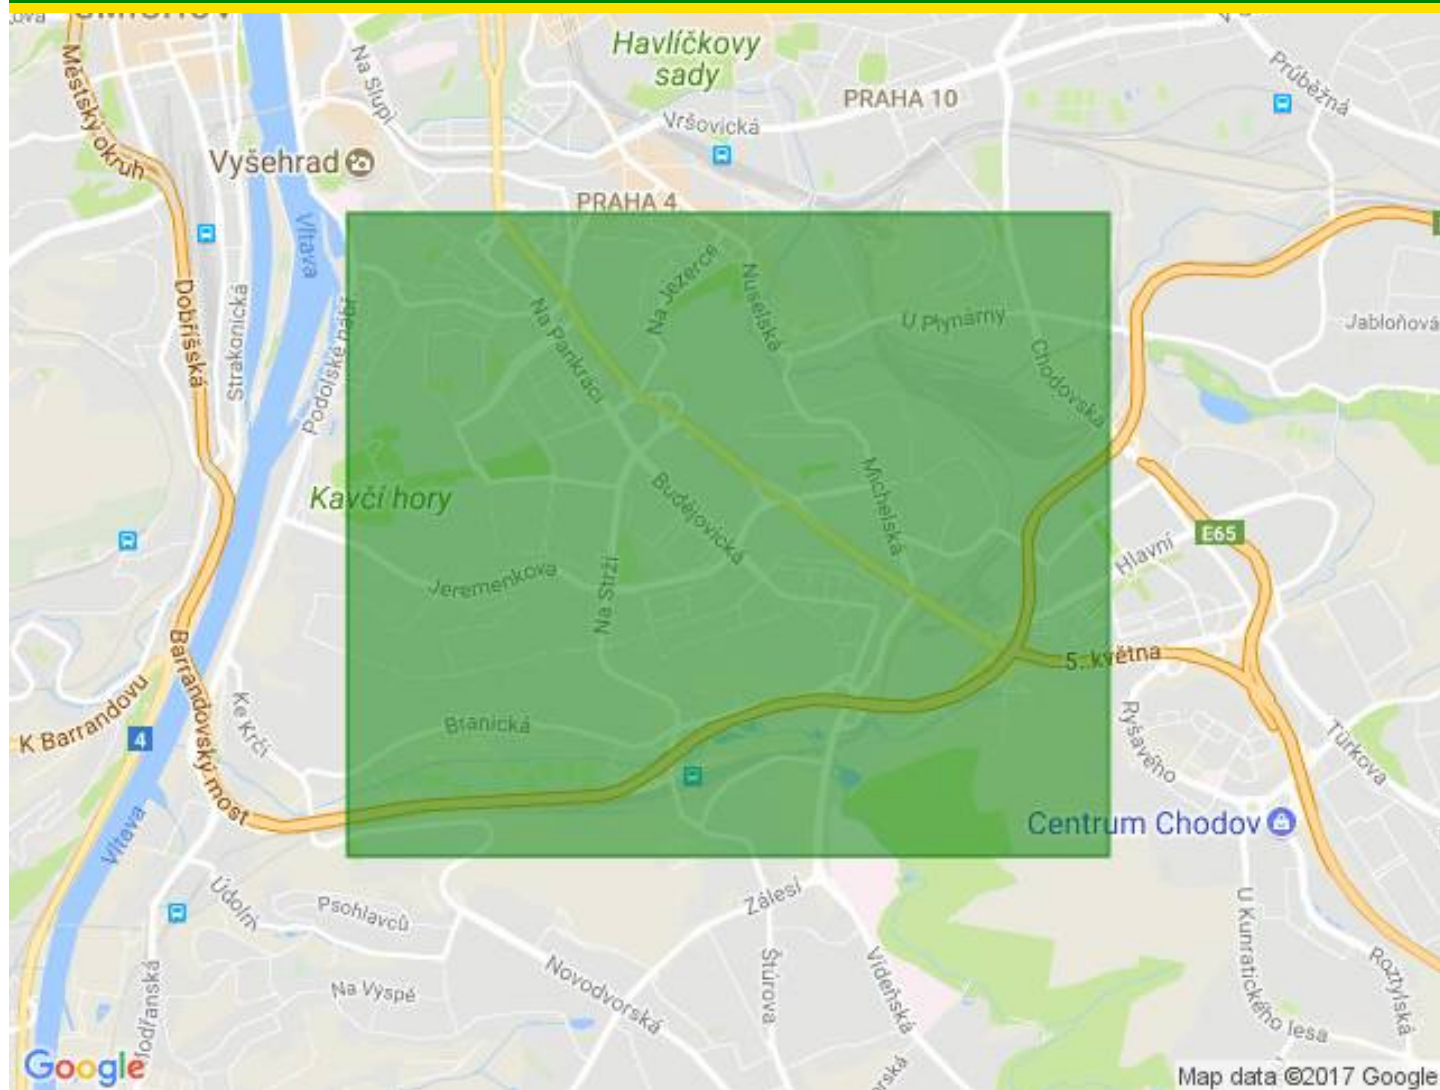 Havlíčkovy
sady
PRAHA 10
Průběžná
Městský okruh
Na Slupi
Vršovická
Vyšehrad
PRAHA 4
Vltava
Dobříšská
Strakonická
Podolské nábř.
Na Jezerce
Nuselská
U Plynárny
Jabloňová
Na Pankráci
Chodovská
Kavčí hory
Budějovická
Michelská
E65
Hlavní
Jeremenkova
Na Strži
Barrandovský most
5. května
K Barrandovu
4
Ke Krči
Branická
Ryšavého
Türkova
Vltava
Centrum Chodov
Údolní
Psohlavců
Zálesí
Na Výspě
Novodvorská
Štúrova
Vídeňská
U Kunratického lesa
Roztylská
Google
Map data ©2017 Google